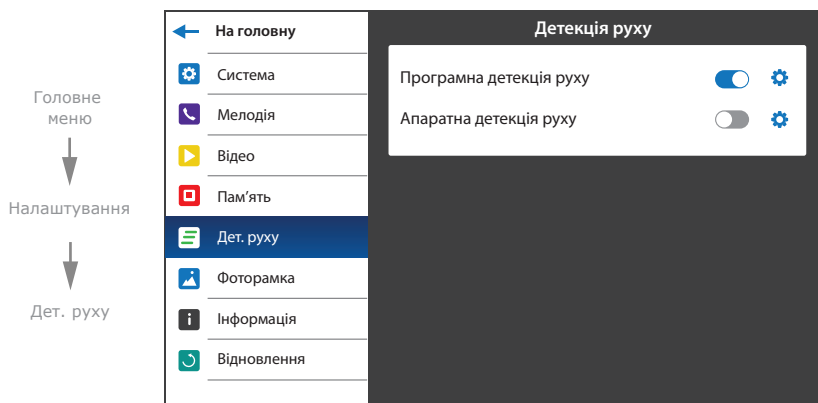 Головне
меню
Налаштування
Дет. руху
На головну
Система
Мелодія
Відео
Пам’ять
Дет. руху
Фоторамка
Інформація
Відновлення
Детекція руху
Програмна детекція руху
Апаратна детекція руху